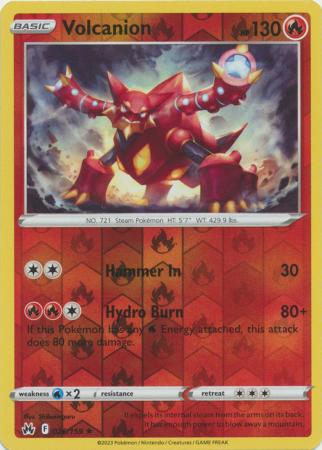 BASIC Volcanion HP 130
NO. 721 Steam Pokémon HT: 5'7" WT: 429.9 lbs.
Hammer In 30
Hydro Burn 80+
If this Pokémon has any Energy attached, this attack
does 80 more damage.
weakness ×2 resistance retreat
Illus. Shibuzoh.
It expels its internal steam from the arms on its back.
F /159 ★
It has enough power to blow away a mountain.
©2023 Pokémon / Nintendo / Creatures / GAME FREAK